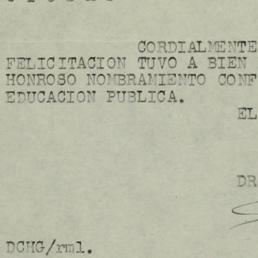 CORDIALMENTE
FELICITACION TUVO A BIEN
HONROSO NOMBRAMIENTO CONF
EDUCACION PUBLICA.
EL
DR
DCHG/rml.